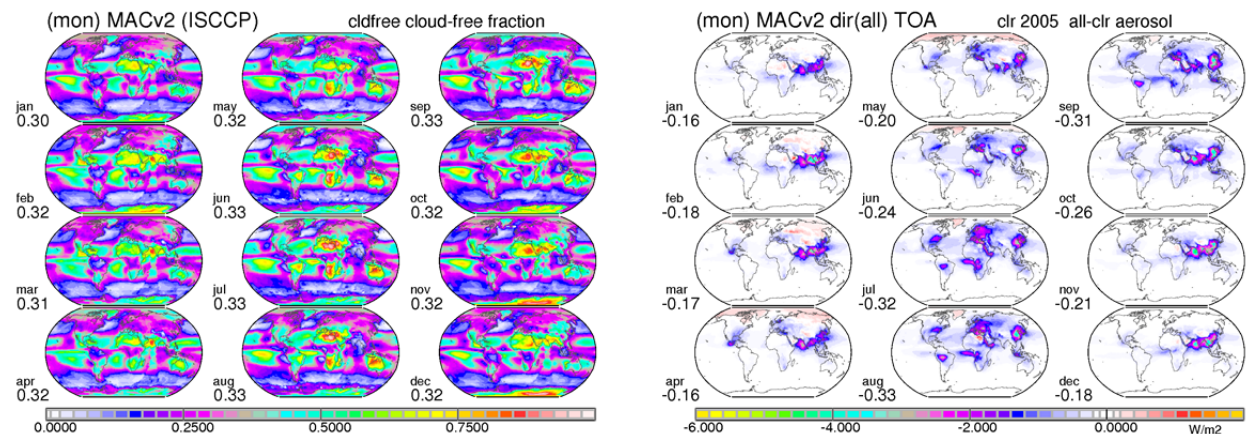 (mon) MACv2 (ISCCP) cldfree cloud-free fraction
jan may sep
0.30 0.32 0.33
feb jun oct
0.32 0.33 0.32
mar jul nov
0.31 0.33 0.32
apr aug dec
0.32 0.32 0.32
0.0000 0.2500 0.5000 0.7500
(mon) MACv2 dir(all) TOA clr 2005 all-clr aerosol
jan may sep
-0.16 -0.20 -0.31
feb jun oct
-0.18 -0.24 -0.26
mar jul nov
-0.17 -0.32 -0.21
apr aug dec
-0.16 -0.33 -0.18
-6.000 -4.000 -2.000 0.0000 W/m2